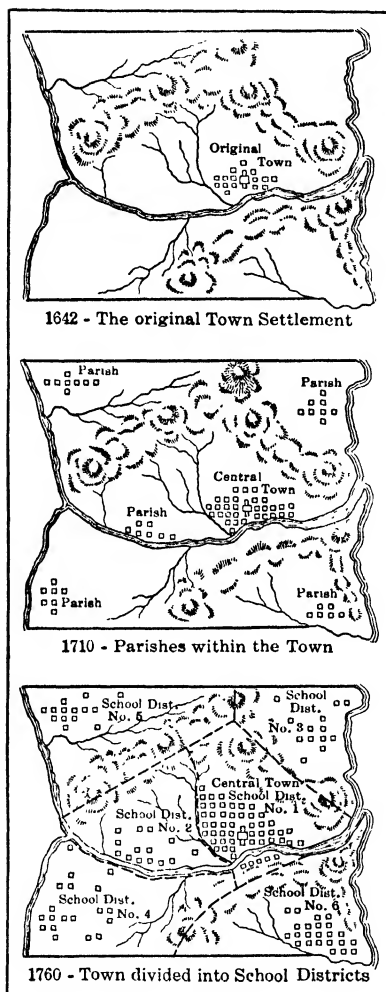 Original
Town
1642 - The original Town Settlement
Parish
Parish
Central
Town
Parish
Parish
Parish
1710 - Parishes within the Town
School Dist.
No. 5
School
Dist.
No. 3
Central Town
School Dist.
No. 1
School Dist.
No. 2
School Dist.
No. 4
School Dist.
No. 6
1760 - Town divided into School Districts